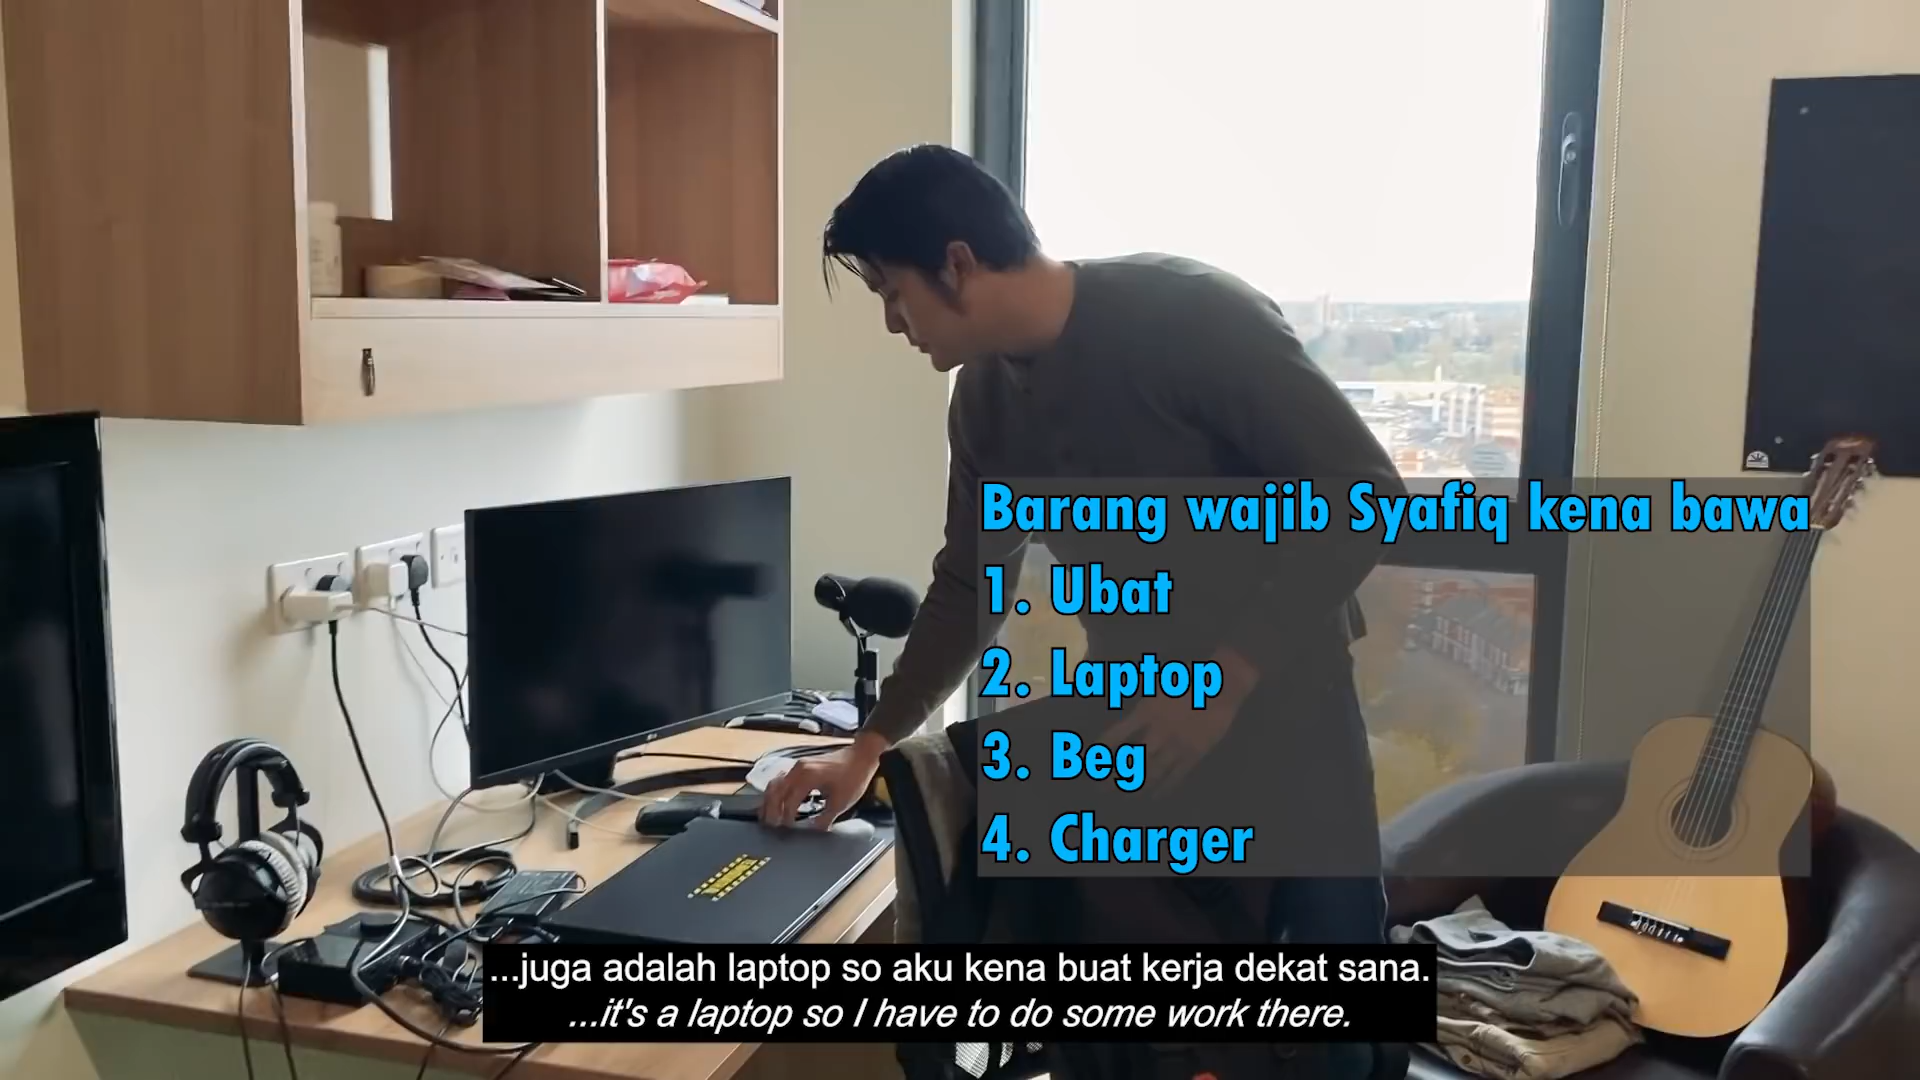 Barang wajib Syafiq kena bawa
1. Ubat
2. Laptop
3. Beg
4. Charger
...juga adalah laptop so aku kena buat kerja dekat sana.
...it's a laptop so I have to do some work there.